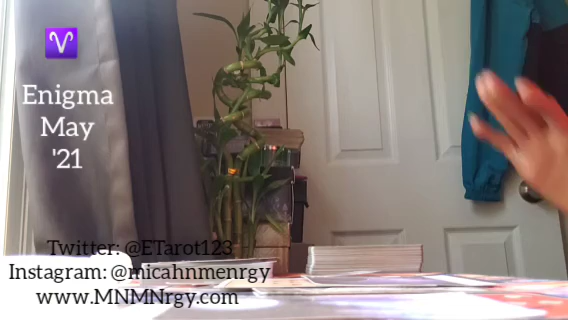 ♈
Enigma
May
'21
Twitter: @ETarot123
Instagram: @micahnmenrgy
www.MNMNrgy.com